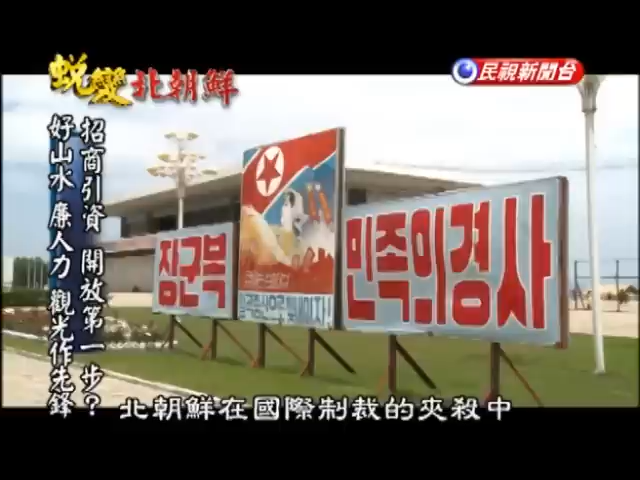 蛻變北朝鮮
民視新聞台
招商引資 開放第一步?
好山水 廉人力 觀光作先鋒
장군복
민족의경사
北朝鮮在國際制裁的夾殺中